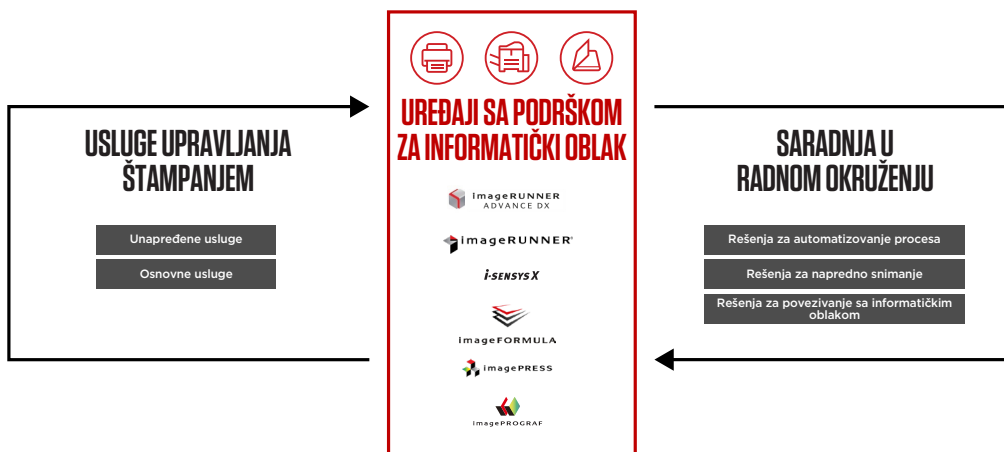 USLUGE UPRAVLJANJA
ŠTAMPANJEM
Unapređene usluge
Osnovne usluge
UREĐAJI SA PODRŠKOM
ZA INFORMATIČKI OBLAK
imageRUNNER
ADVANCE DX
imageRUNNER®
i-SENSYS X
imageFORMULA
imagePRESS
imagePROGRAF
SARADNJA U
RADNOM OKRUŽENJU
Rešenja za automatizovanje procesa
Rešenja za napredno snimanje
Rešenja za povezivanje sa informatičkim
oblakom